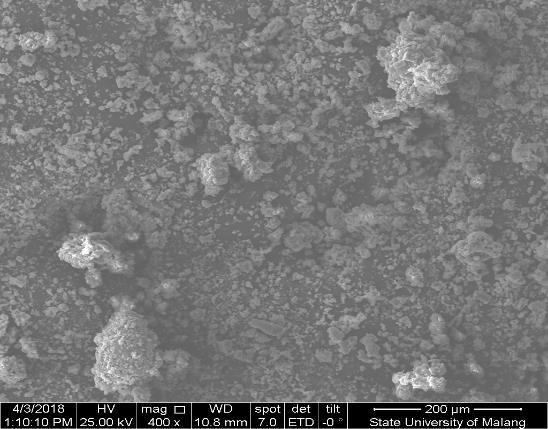 4/3/2018 HV mag WD spot det tilt 200 µm
1:10:10 PM 25.00 kV 400 x 10.8 mm 7.0 ETD -0 ° State University of Malang